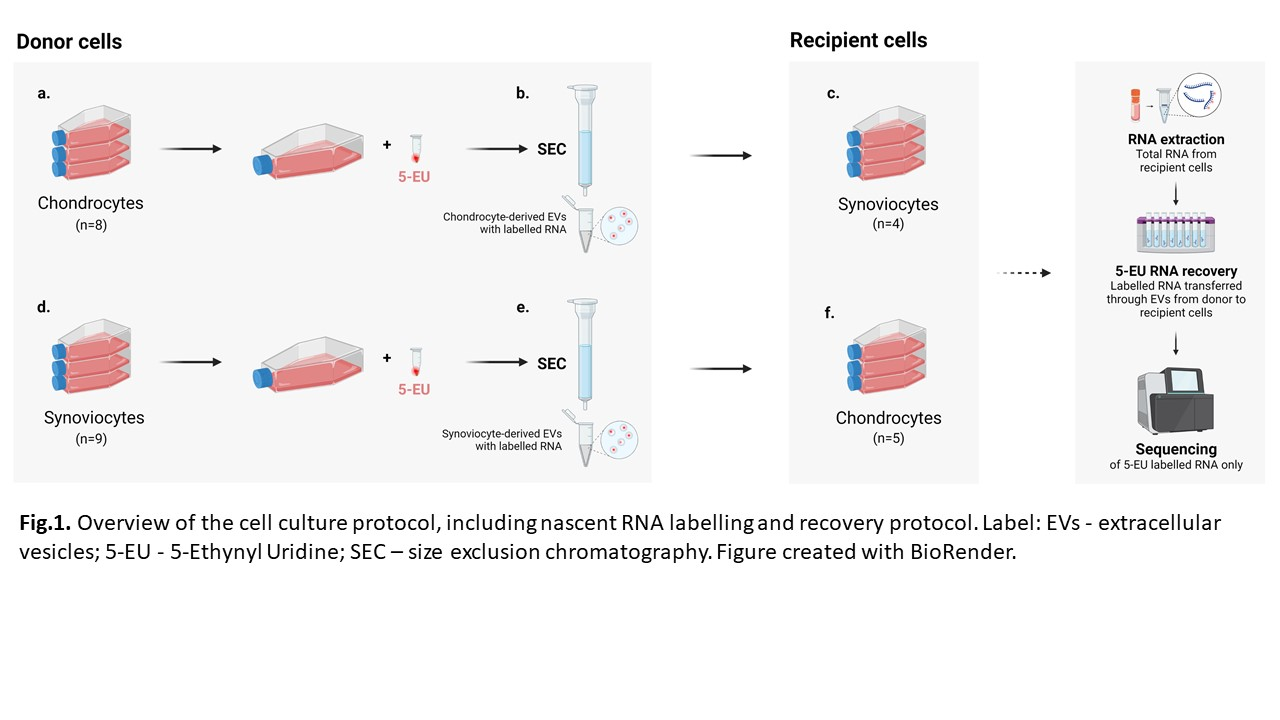 Donor cells
Recipient cells
a.
b.
SEC
+
5-EU
Chondrocytes
(n=8)
Chondrocyte-derived EVs
with labelled RNA
c.
Synoviocytes
(n=4)
RNA extraction
Total RNA from
recipient cells
5-EU RNA recovery
Labelled RNA transferred
through EVs from donor to
recipient cells
Sequencing
of 5-EU labelled RNA only
d.
e.
SEC
+
5-EU
Synoviocytes
(n=9)
Synoviocyte-derived EVs
with labelled RNA
f.
Chondrocytes
(n=5)
Fig.1. Overview of the cell culture protocol, including nascent RNA labelling and recovery protocol. Label: EVs - extracellular
vesicles; 5-EU - 5-Ethynyl Uridine; SEC – size exclusion chromatography. Figure created with BioRender.